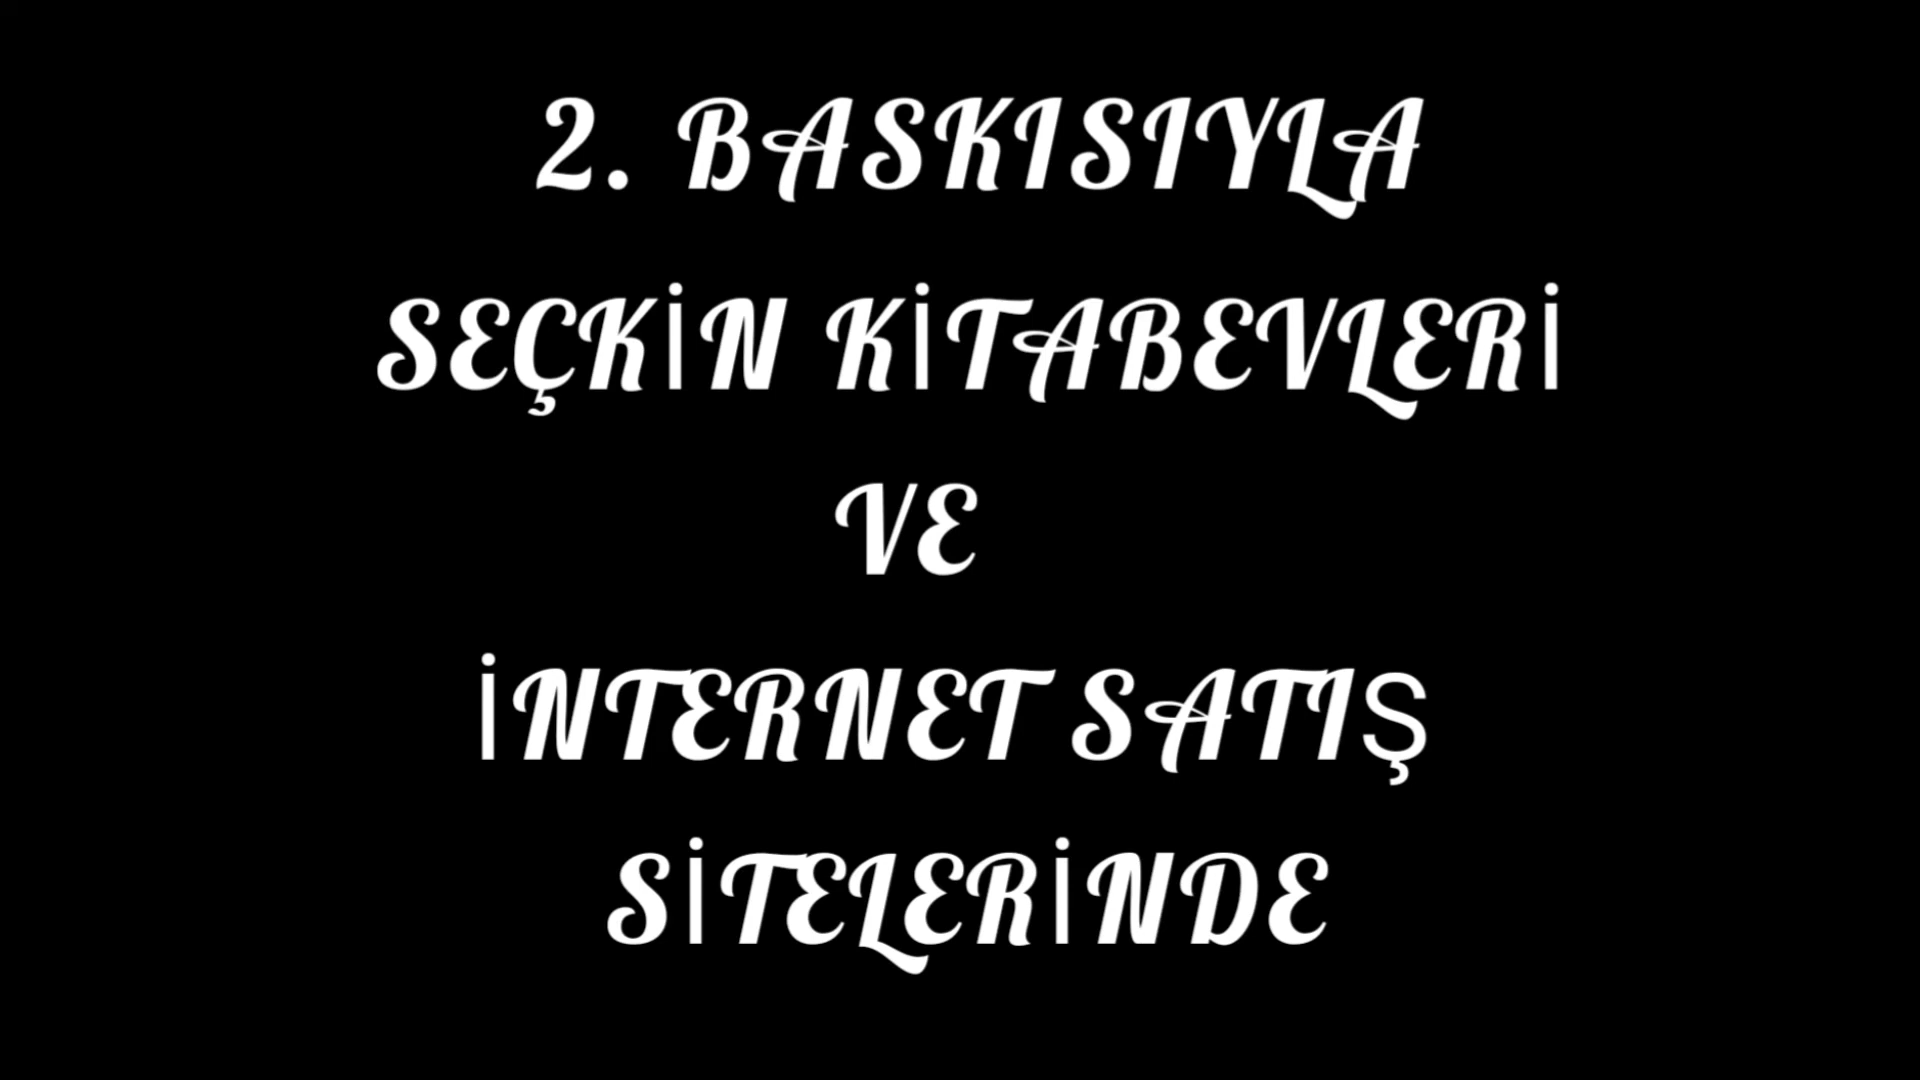 2. BASKISIYLA
SEÇKİN KİTABEVLERİ
VE
İNTERNET SATIŞ
SİTELERİNDE